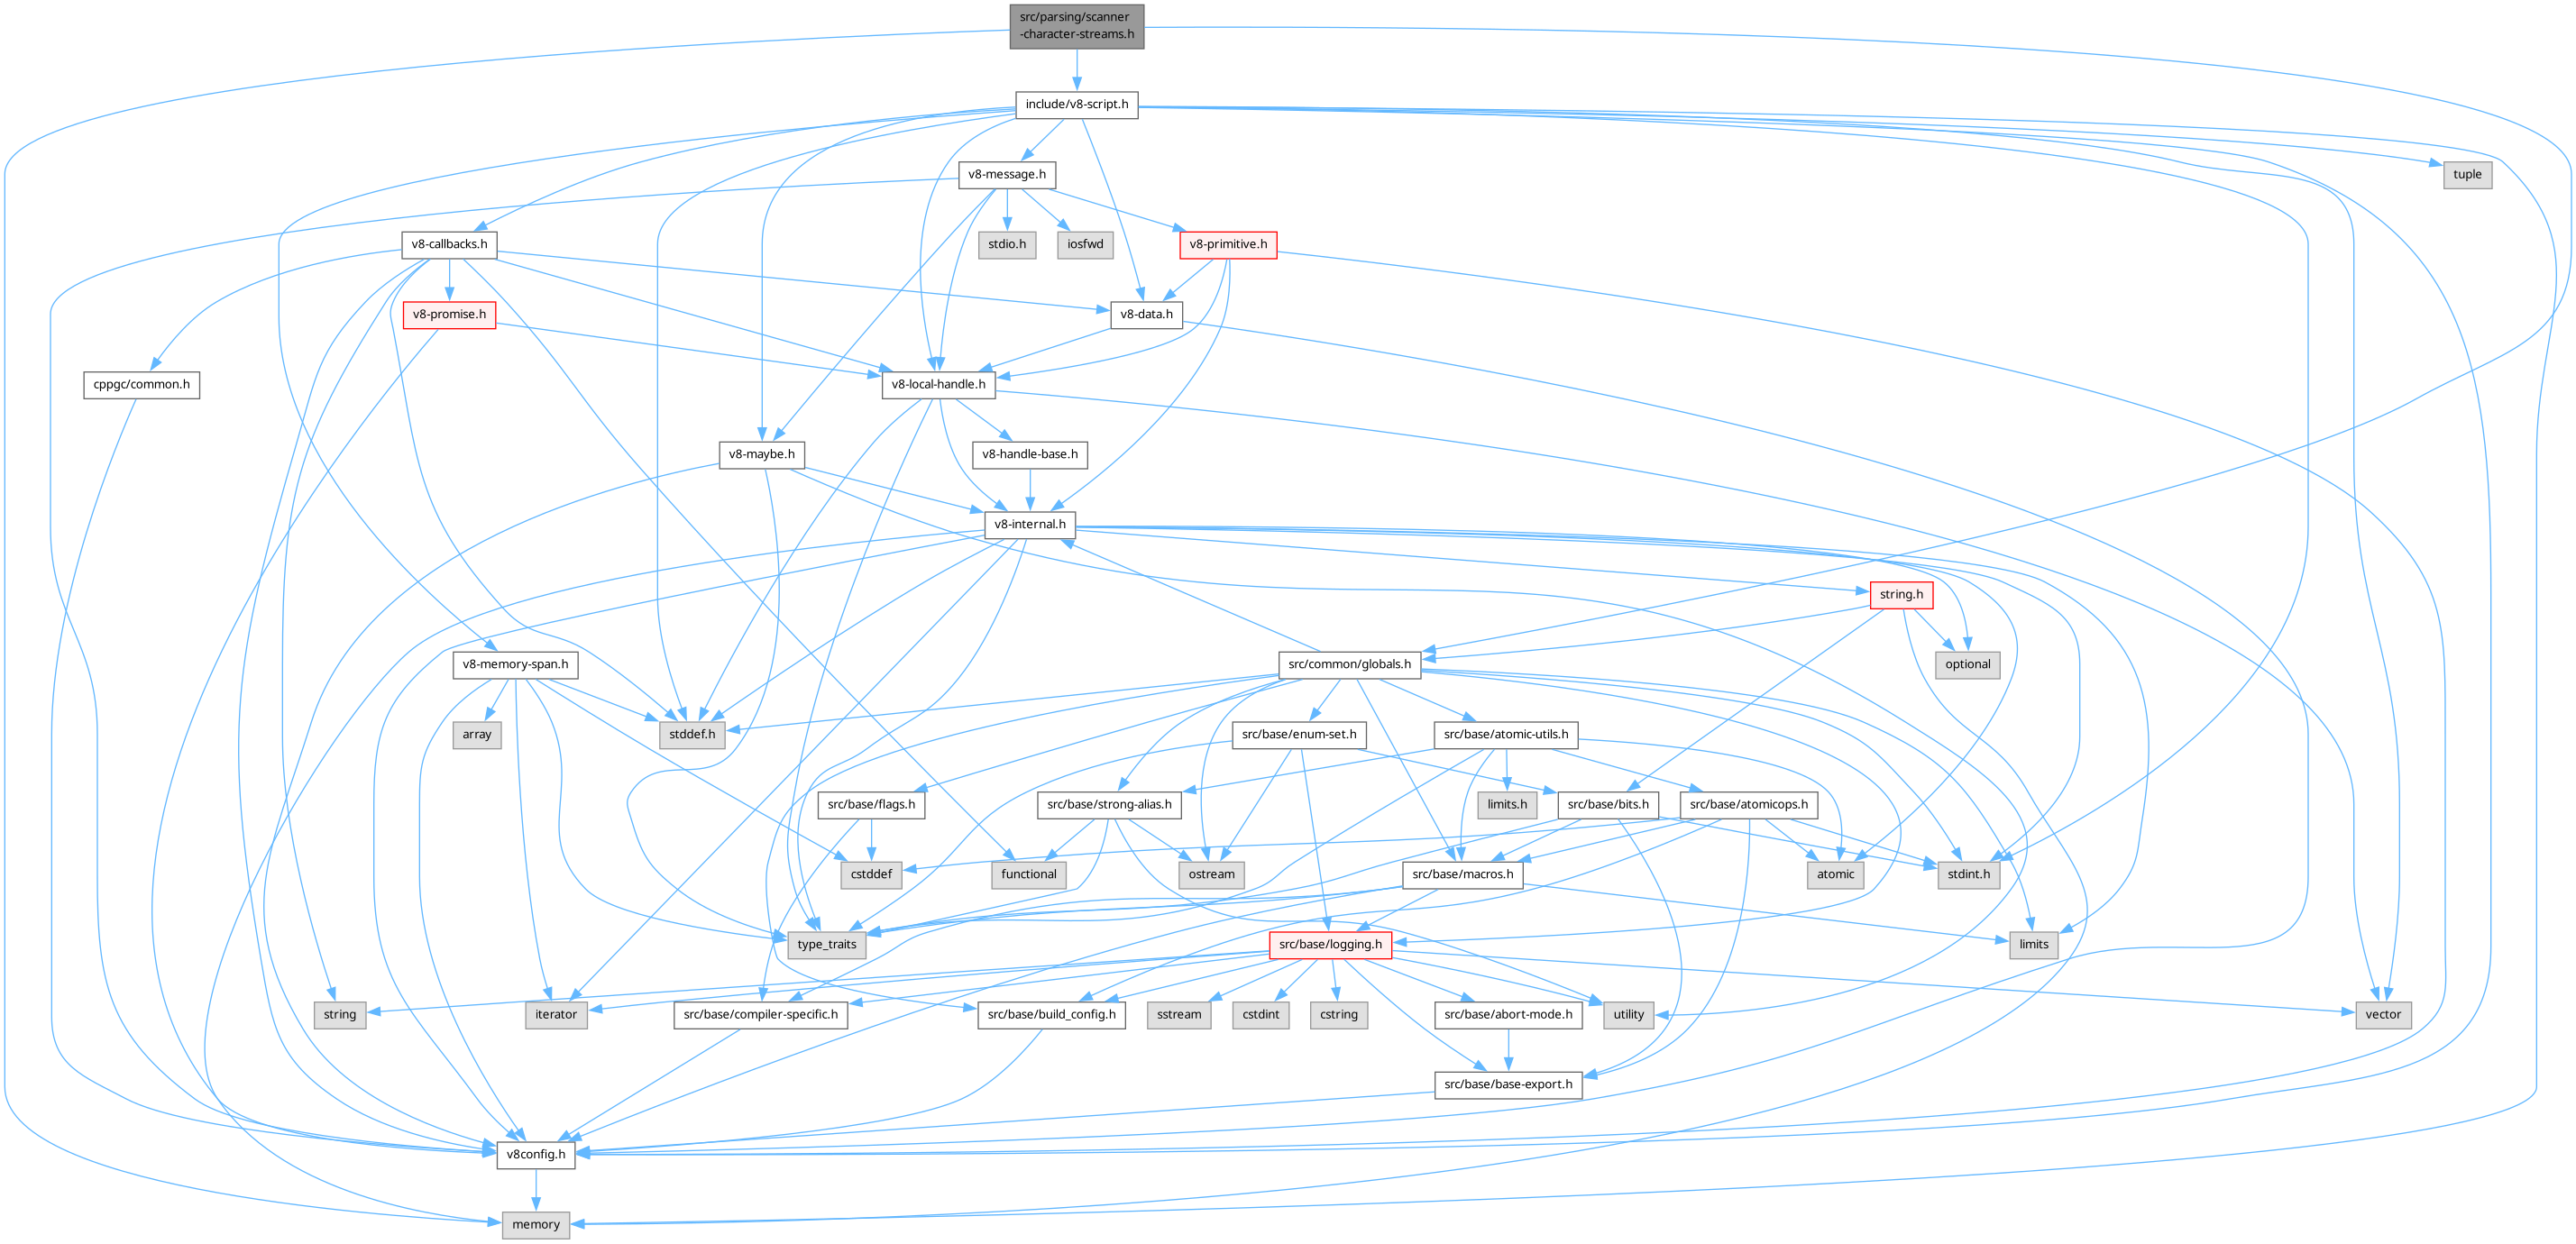 src/parsing/scanner
-character-streams.h
include/v8-script.h
v8-message.h
tuple
v8-callbacks.h
stdio.h
iosfwd
v8-primitive.h
v8-promise.h
v8-data.h
cppgc/common.h
v8-local-handle.h
v8-maybe.h
v8-handle-base.h
v8-internal.h
string.h
v8-memory-span.h
src/common/globals.h
optional
array
stddef.h
src/base/enum-set.h
src/base/atomic-utils.h
src/base/flags.h
src/base/strong-alias.h
limits.h
src/base/bits.h
src/base/atomicops.h
cstddef
functional
ostream
src/base/macros.h
atomic
stdint.h
type_traits
src/base/logging.h
limits
string
iterator
src/base/compiler-specific.h
src/base/build_config.h
sstream
cstdint
cstring
src/base/abort-mode.h
utility
vector
src/base/base-export.h
v8config.h
memory